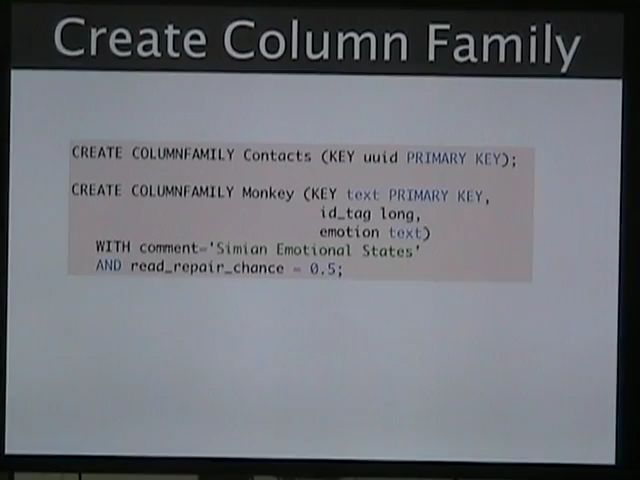 Create Column Family
CREATE COLUMNFAMILY Contacts (KEY uuid PRIMARY KEY);
CREATE COLUMNFAMILY Monkey (KEY text PRIMARY KEY,
id_tag long,
emotion text)
WITH comment='Simian Emotional States'
AND read_repair_chance = 0.5;